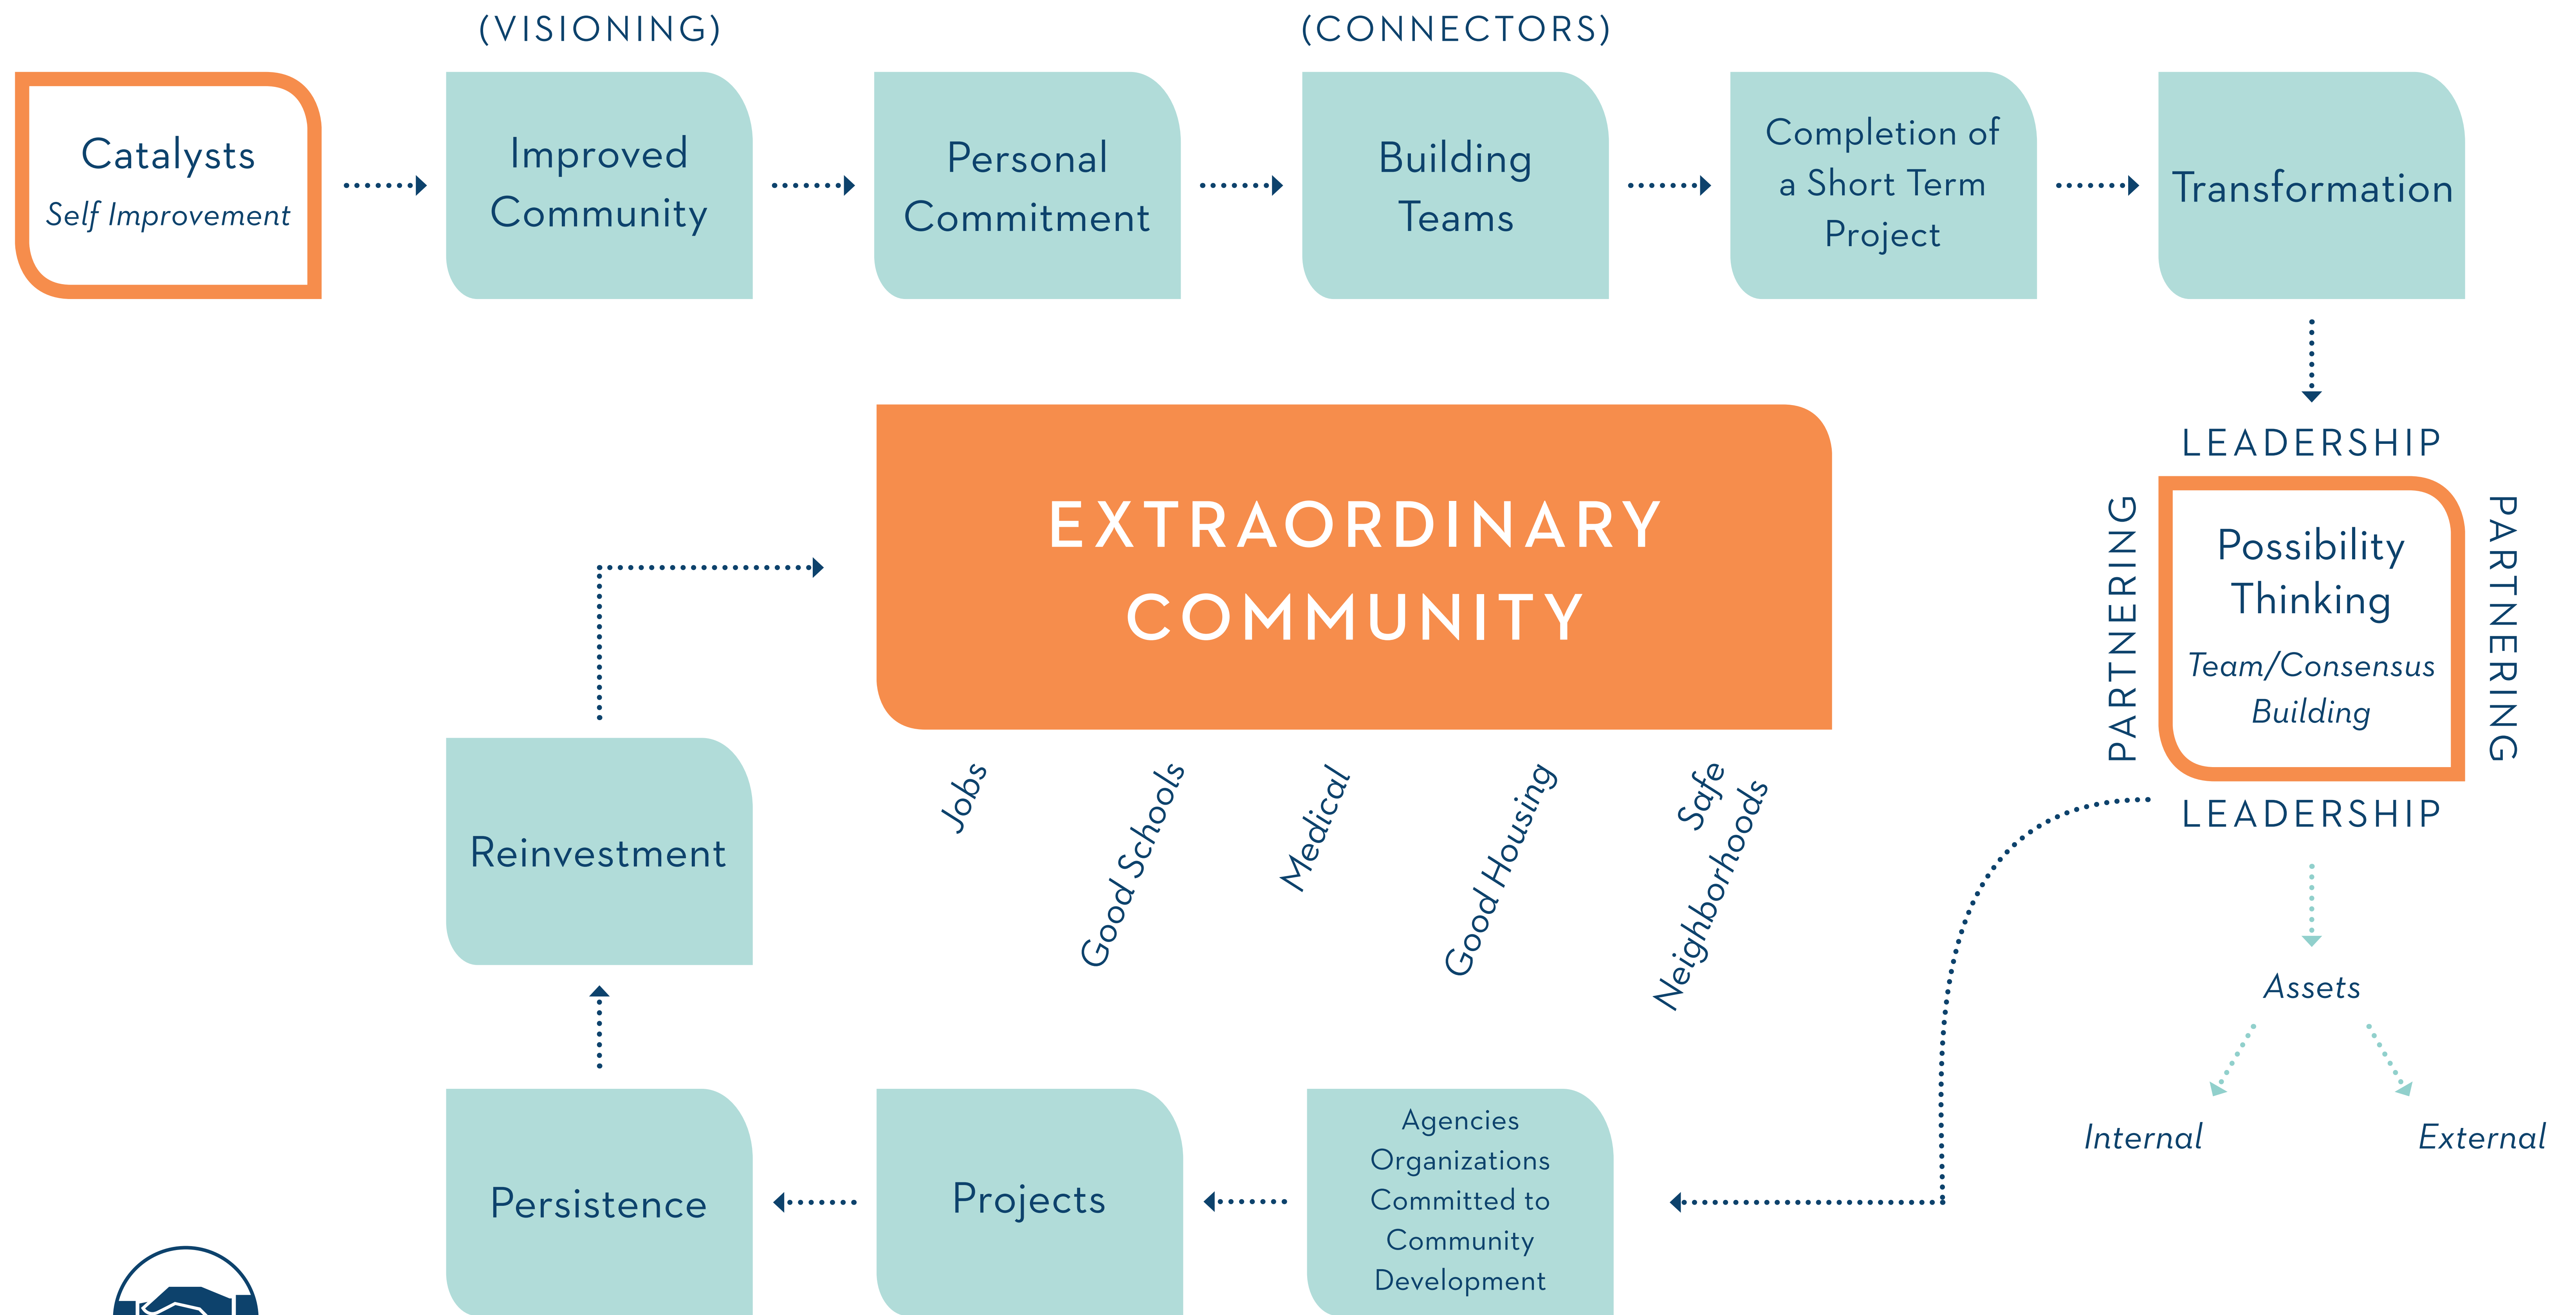 (VISIONING)
(CONNECTORS)
Catalysts
Self Improvement
Improved
Community
Personal
Commitment
Building
Teams
Completion of
a Short Term
Project
Transformation
LEADERSHIP
PARTNERING
Possibility
Thinking
Team/Consensus
Building
PARTNERING
LEADERSHIP
Assets
Internal
External
Agencies
Organizations
Committed to
Community
Development
Projects
Persistence
Reinvestment
EXTRAORDINARY
COMMUNITY
Jobs
Good Schools
Medical
Good Housing
Safe
Neighborhoods